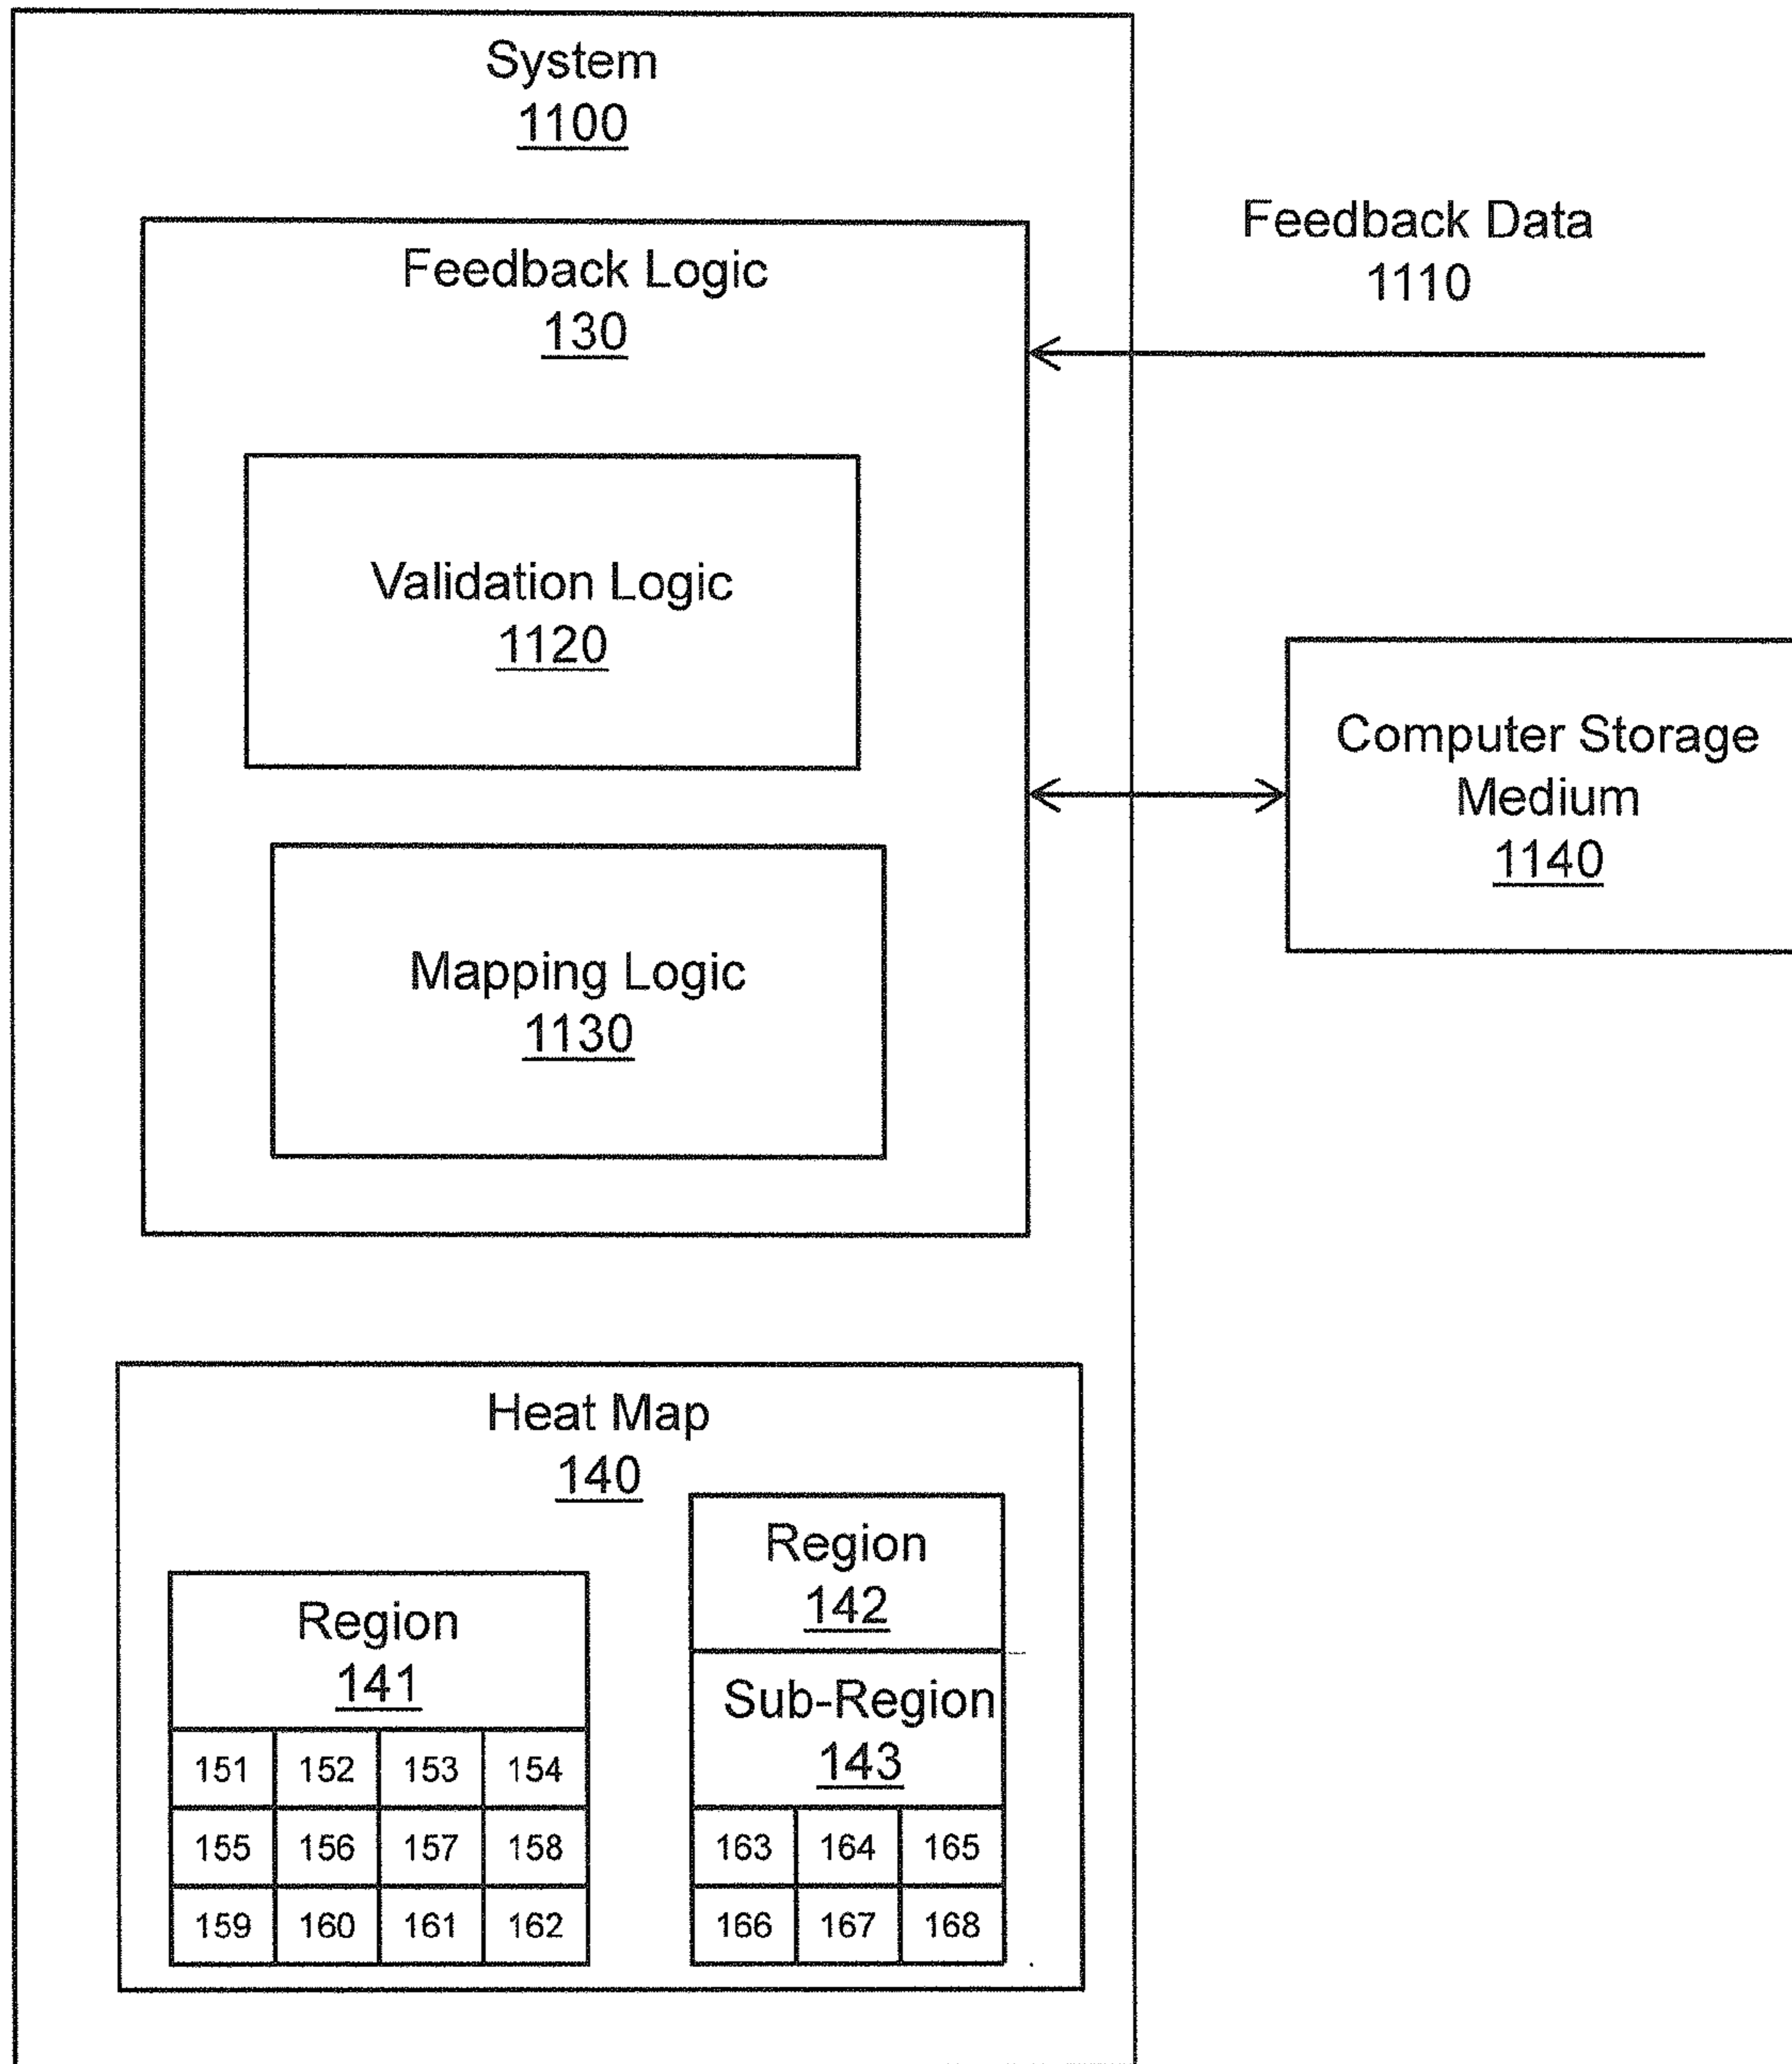 System
1100
Feedback Logic
130
Feedback Data
1110
Validation Logic
1120
Computer Storage
Medium
1140
Mapping Logic
1130
Heat Map
140
Region
141
151 152 153 154
155 156 157 158
159 160 161 162
Region
142
Sub-Region
143
163 164 165
166 167 168